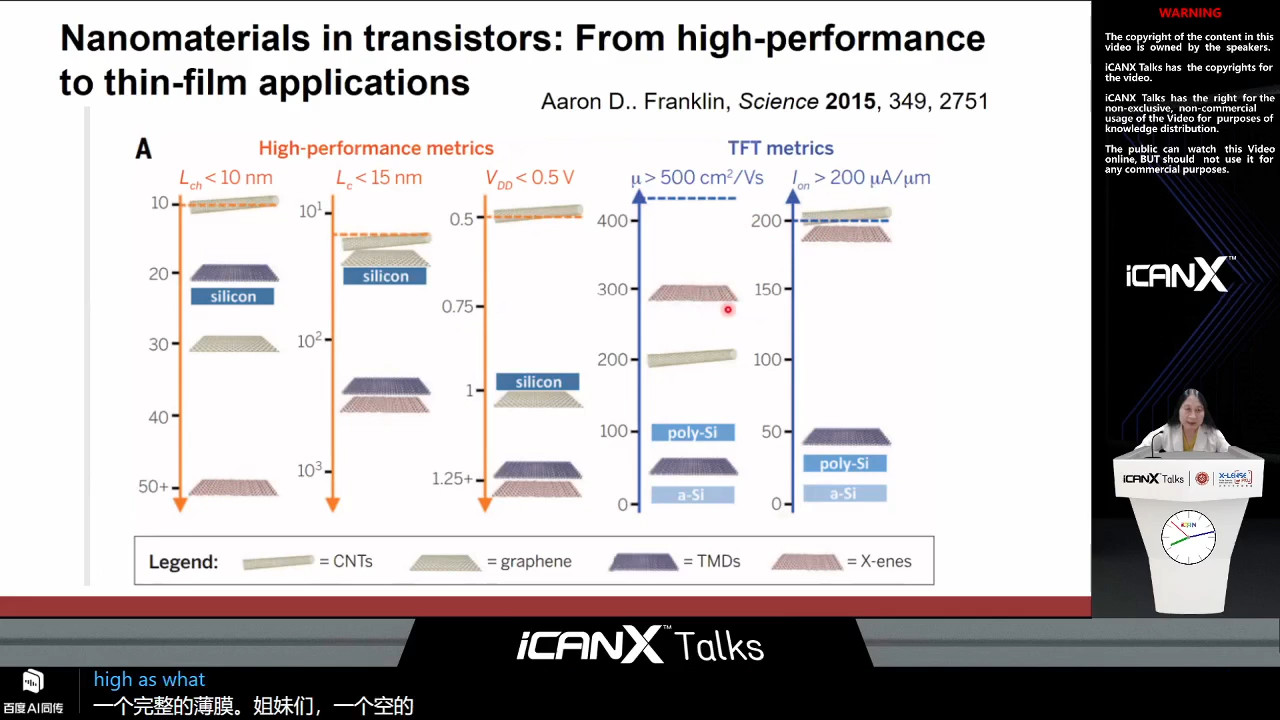 Nanomaterials in transistors: From high-performance
to thin-film applications
Aaron D.. Franklin, Science 2015, 349, 2751
A
High-performance metrics
TFT metrics
Lch < 10 nm
Lc < 15 nm
VDD < 0.5 V
μ > 500 cm²/Vs
Ion > 200 μA/μm
10
20
30
40
50+
silicon
10¹
10²
10³
silicon
0.5
0.75
1
1.25+
silicon
400
300
200
100
0
poly-Si
a-Si
200
150
100
50
0
poly-Si
a-Si
Legend: = CNTs = graphene = TMDs = X-enes
WARNING
The copyright of the content in this
video is owned by the speakers.
iCANX Talks has the copyrights for
the video.
iCANX Talks has the right for the
non-exclusive, non-commercial
usage of the Video for purposes of
knowledge distribution.
The public can watch this Video
online, BUT should not use it for
any commercial purposes.
iCANX™
iCANX Talks
iCANX™ Talks
百度AI同传
high as what
一个完整的薄膜。姐妹们，一个空的